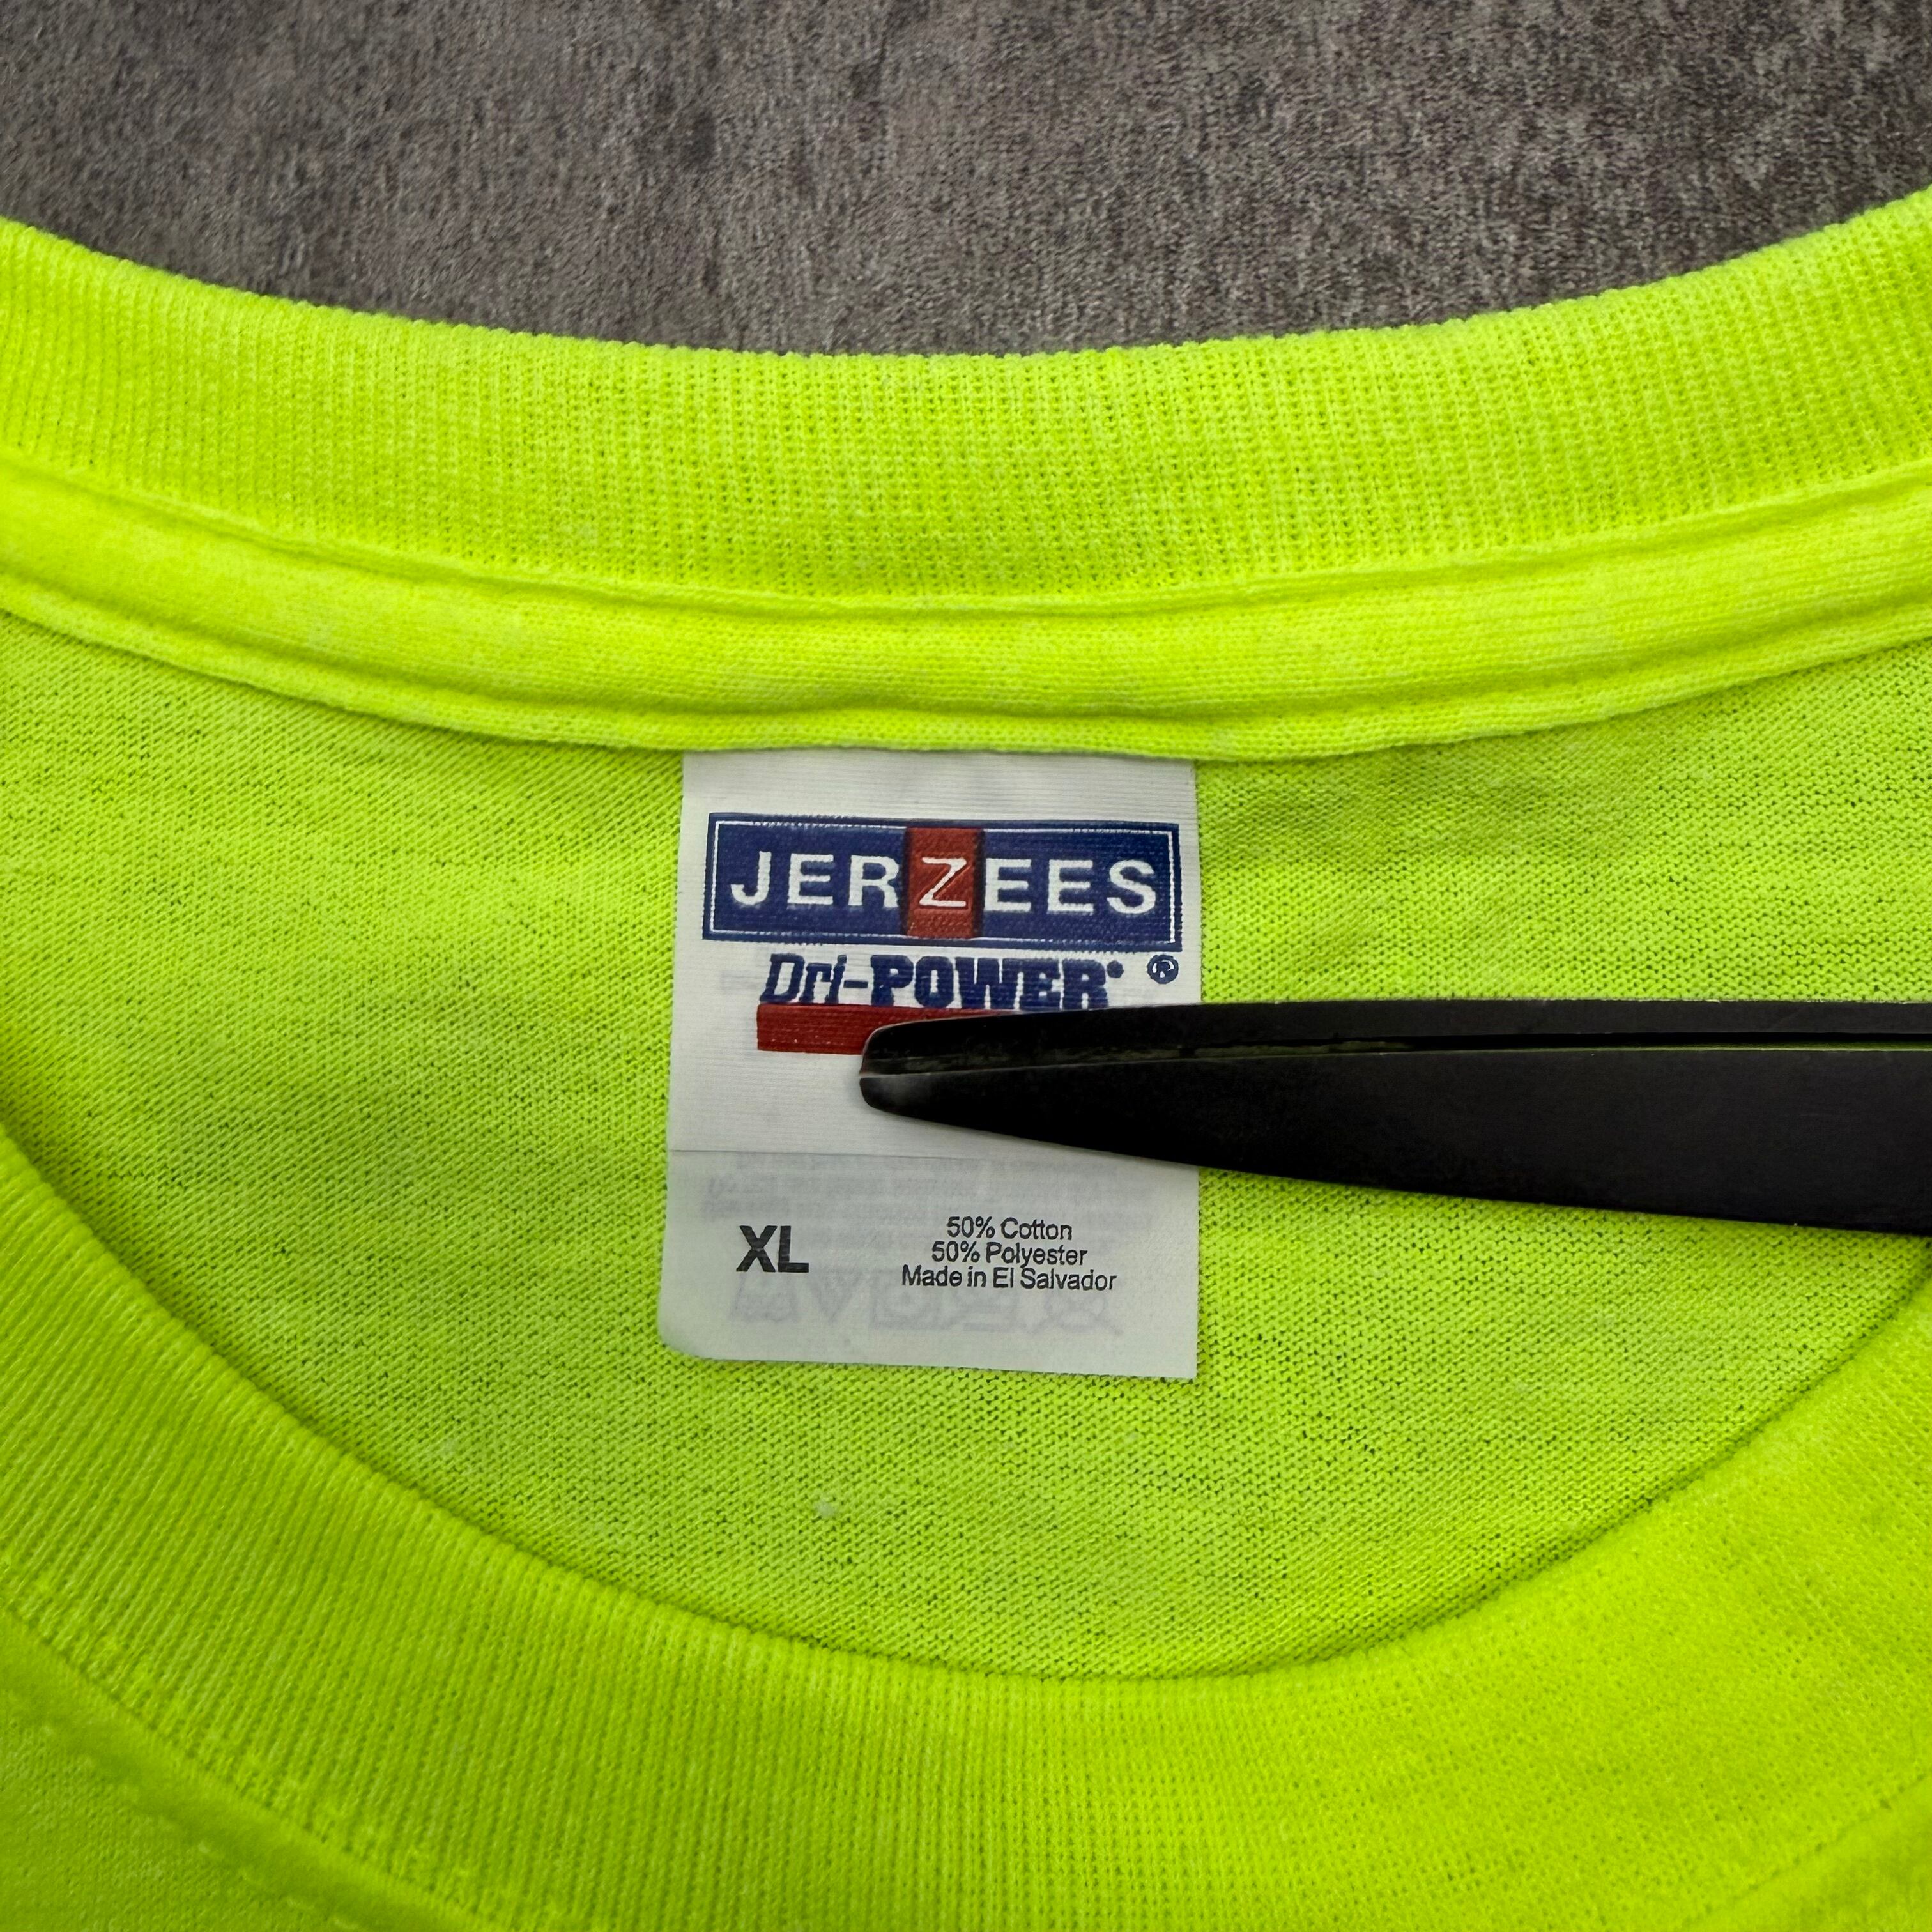 JERZEES
Dri-POWER®
XL
50% Cotton
50% Polyester
Made in El Salvador